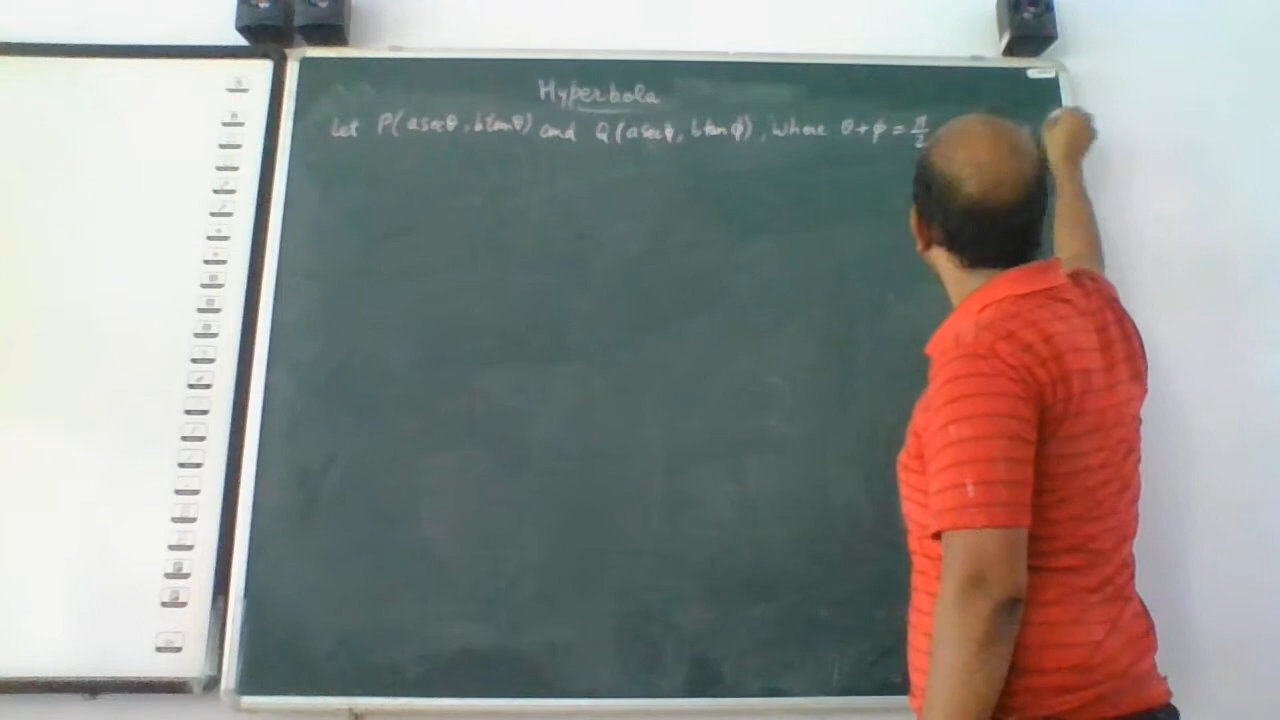 Hyperbola
Let P(a secθ, b tanθ) and Q(a secφ, b tanφ), where θ+φ = π/2